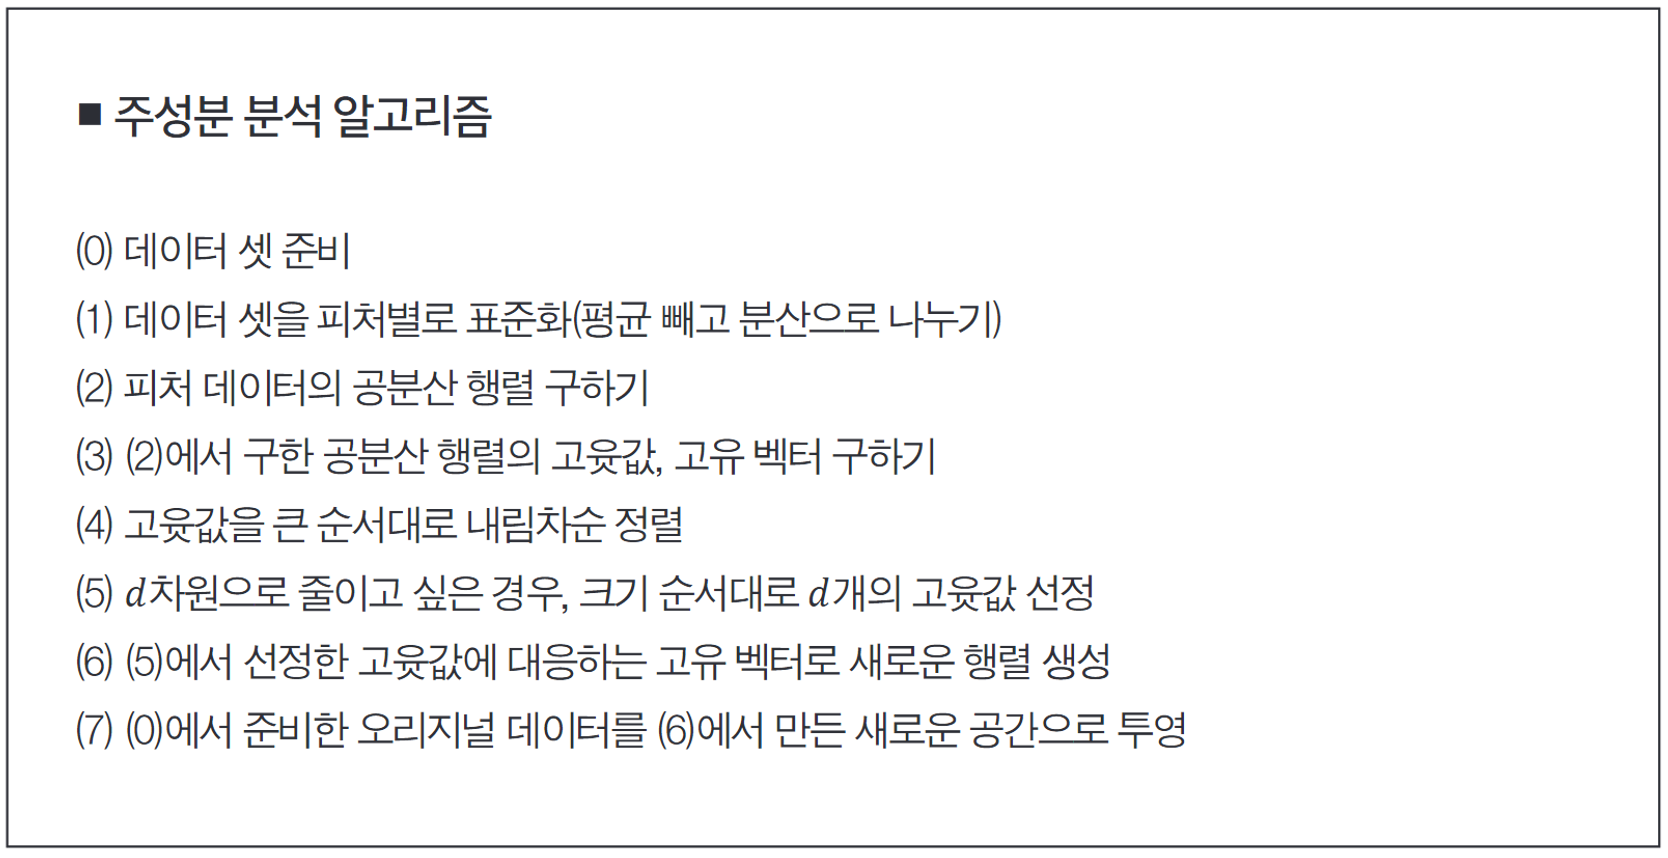 ■ 주성분 분석 알고리즘
(0) 데이터 셋 준비
(1) 데이터 셋을 피처별로 표준화(평균 빼고 분산으로 나누기)
(2) 피처 데이터의 공분산 행렬 구하기
(3) (2)에서 구한 공분산 행렬의 고윳값, 고유 벡터 구하기
(4) 고윳값을 큰 순서대로 내림차순 정렬
(5) d차원으로 줄이고 싶은 경우, 크기 순서대로 d개의 고윳값 선정
(6) (5)에서 선정한 고윳값에 대응하는 고유 벡터로 새로운 행렬 생성
(7) (0)에서 준비한 오리지널 데이터를 (6)에서 만든 새로운 공간으로 투영